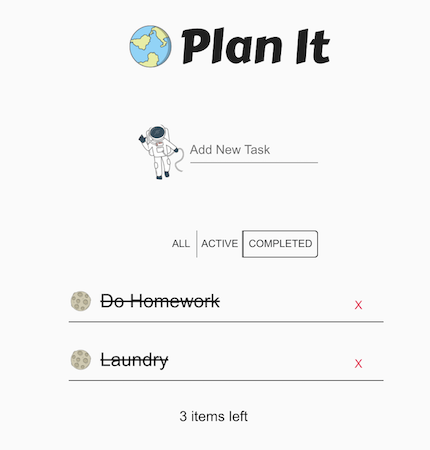 Plan It
Add New Task
ALL ACTIVE COMPLETED
Do Homework X
Laundry X
3 items left